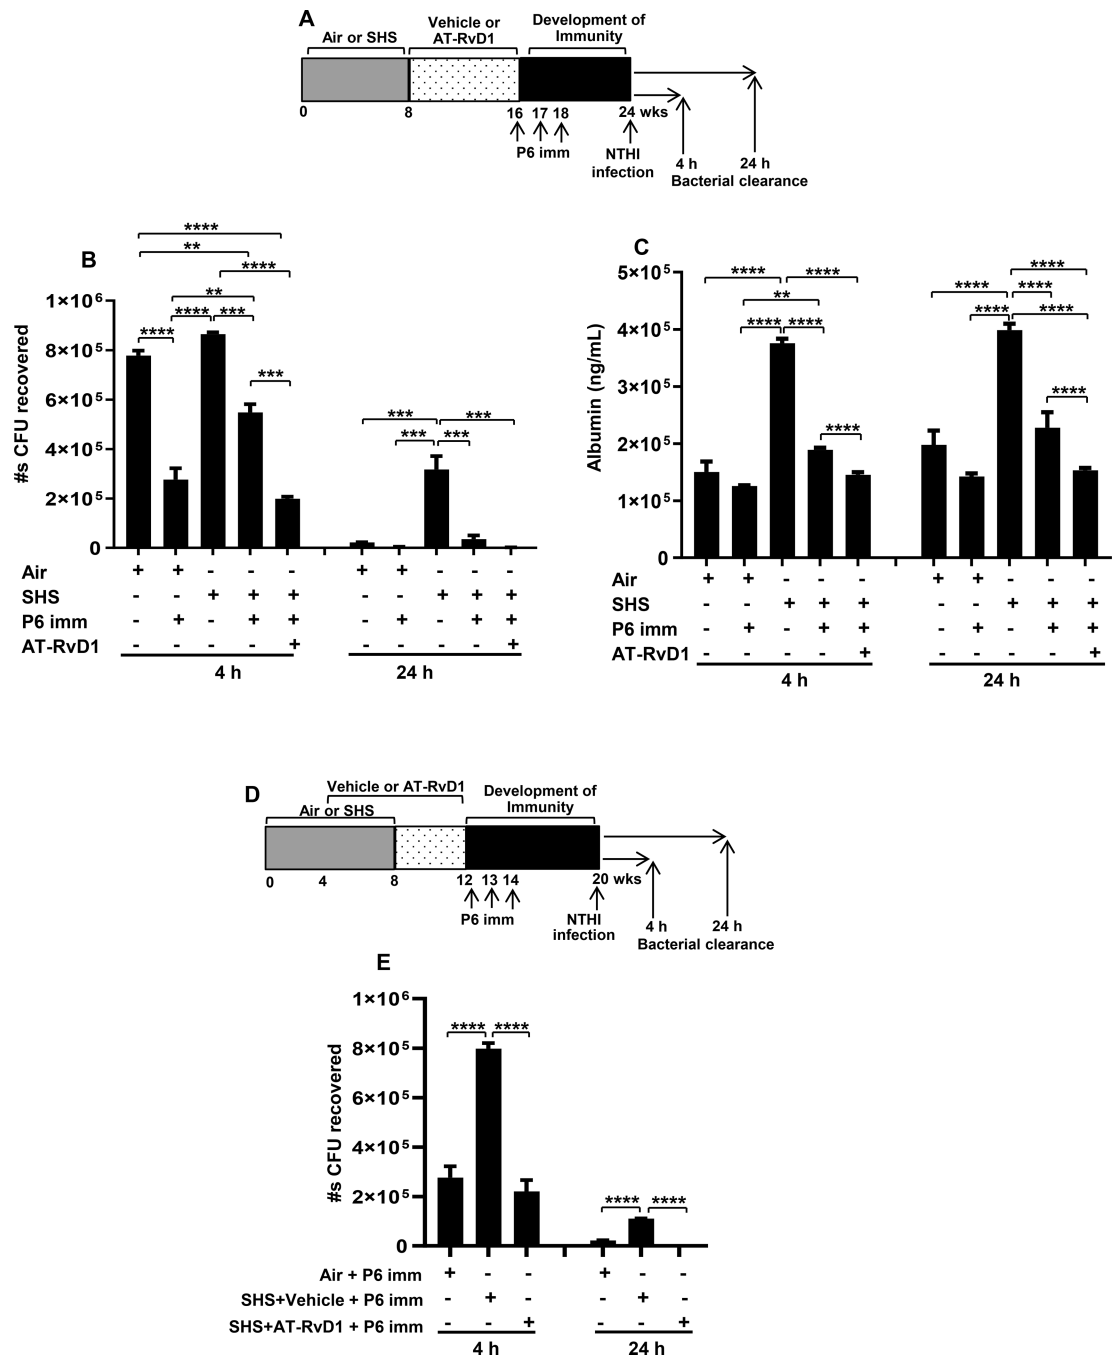 A
Air or SHS
Vehicle or
AT-RvD1
Development of
Immunity
0 8 16 17 18 24 wks
P6 imm
NTHI
infection
4 h
24 h
Bacterial clearance
B
#s CFU recovered
**** ** **** ** **** *** **** *** *** *** *** ***
1×10⁶
8×10⁵
6×10⁵
4×10⁵
2×10⁵
0
Air + + - - - + + - - -
SHS - - + + + - - + + +
P6 imm - + - + + - + - + +
AT-RvD1 - - - - + - - - - +
4 h 24 h
C
Albumin (ng/mL)
**** **** ** **** **** **** **** **** **** **** **** ****
5×10⁵
4×10⁵
3×10⁵
2×10⁵
1×10⁵
0
Air + + - - - + + - - -
SHS - - + + + - - + + +
P6 imm - + - + + - + - + +
AT-RvD1 - - - - + - - - - +
4 h 24 h
D
Vehicle or AT-RvD1
Air or SHS
Development of
Immunity
0 4 8 12 13 14 20 wks
P6 imm
NTHI
infection
4 h
24 h
Bacterial clearance
E
#s CFU recovered
**** **** **** ****
1×10⁶
8×10⁵
6×10⁵
4×10⁵
2×10⁵
0
Air + P6 imm + - - + - -
SHS+Vehicle + P6 imm - + - - + -
SHS+AT-RvD1 + P6 imm - - + - - +
4 h 24 h